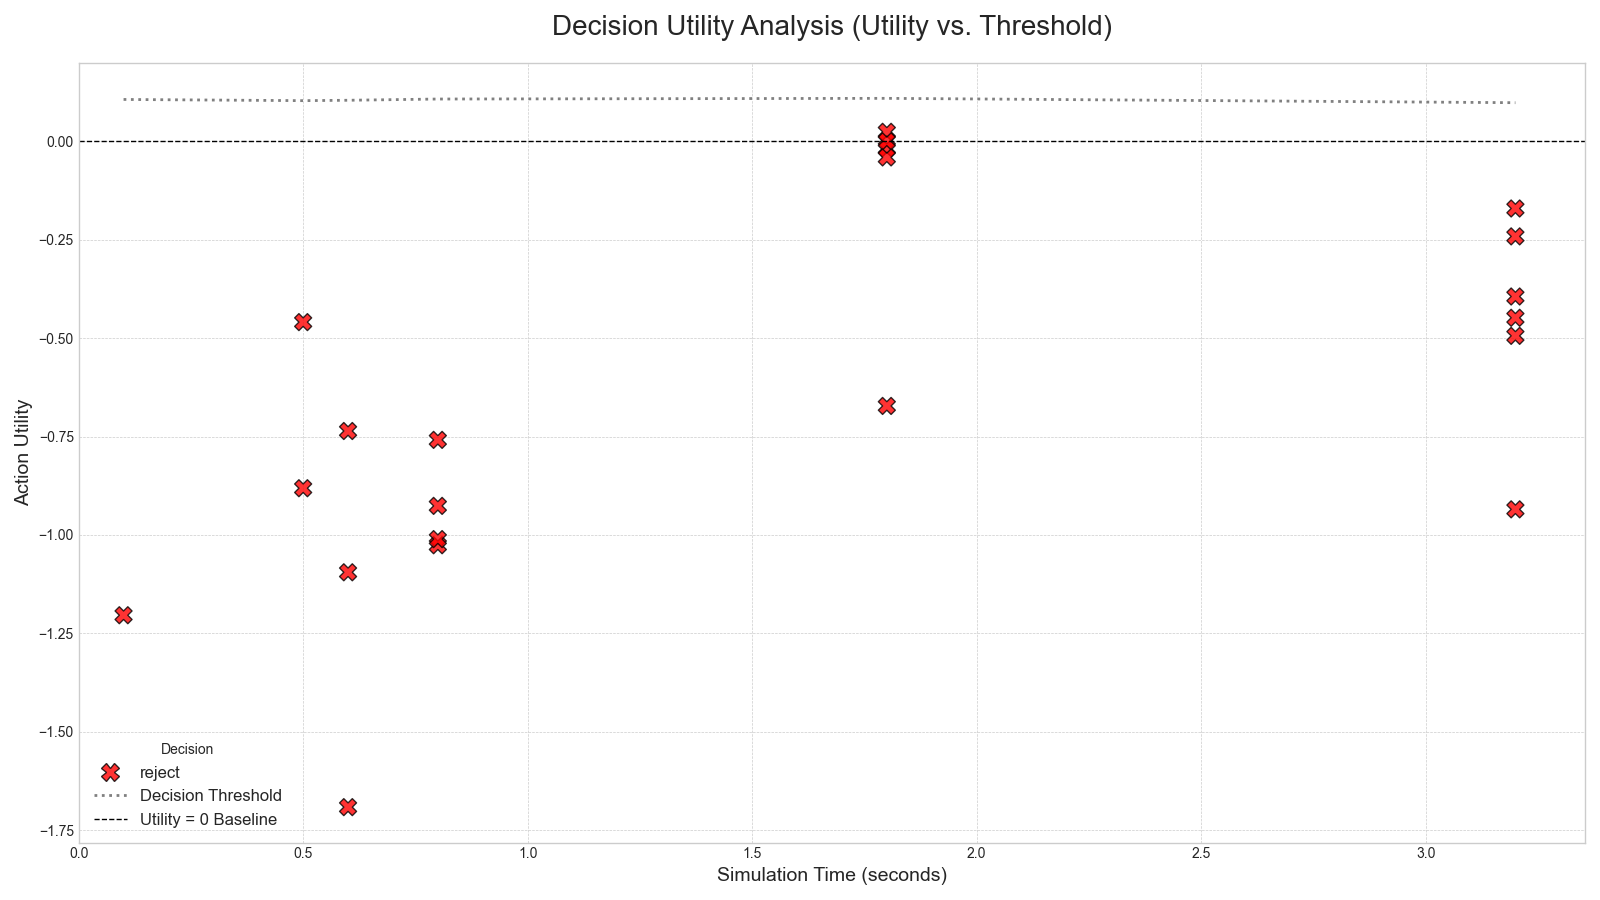 Decision Utility Analysis (Utility vs. Threshold)
Action Utility
0.00
−0.25
−0.50
−0.75
−1.00
−1.25
−1.50
−1.75
Decision
reject
Decision Threshold
Utility = 0 Baseline
0.0 0.5 1.0 1.5 2.0 2.5 3.0
Simulation Time (seconds)